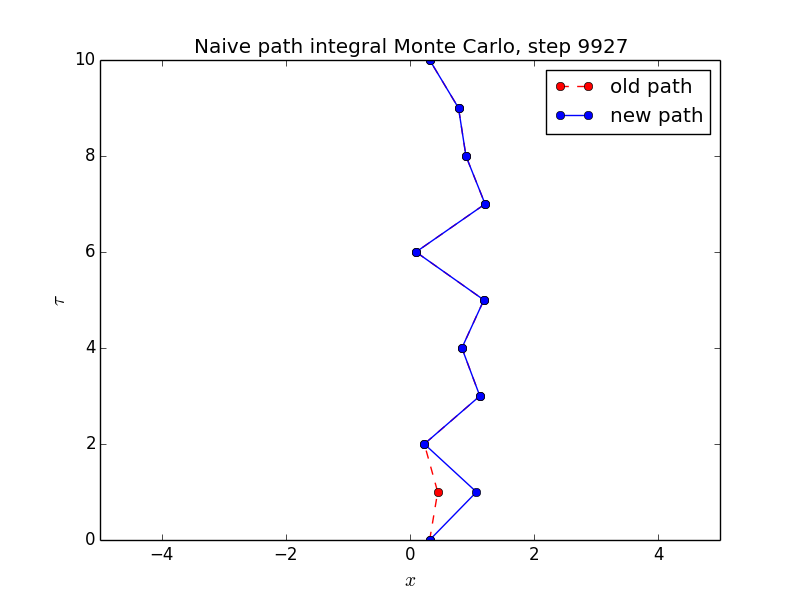 Naive path integral Monte Carlo, step 9927
old path
new path
10
8
6
4
2
0
τ
−4
−2
0
2
4
x